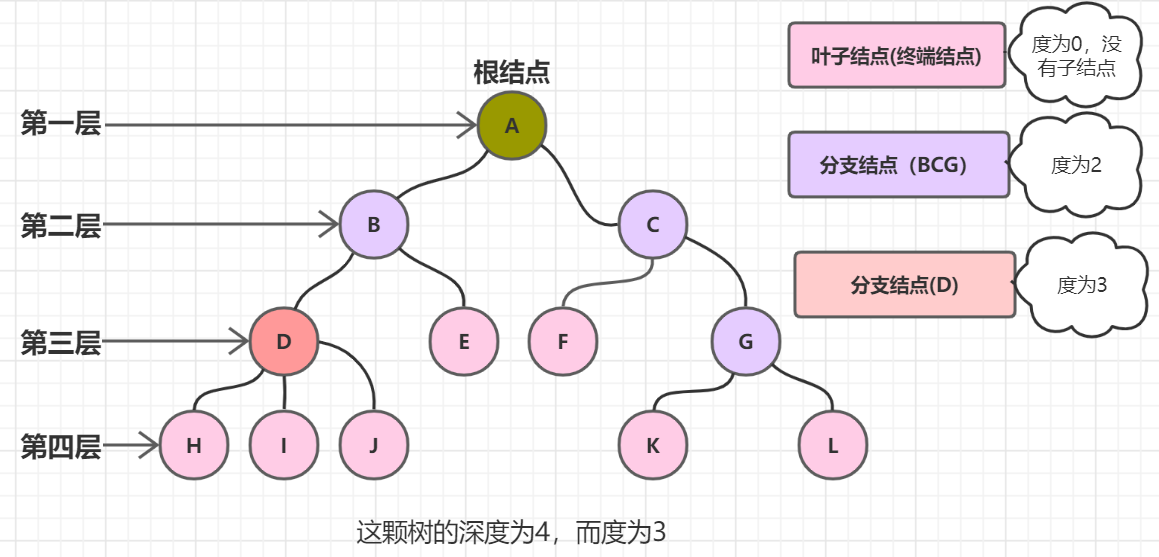 根结点
第一层
A
第二层
B
C
第三层
D
E
F
G
第四层
H
I
J
K
L
叶子结点(终端结点)
度为0，没
有子结点
分支结点（BCG）
度为2
分支结点(D)
度为3
这颗树的深度为4，而度为3